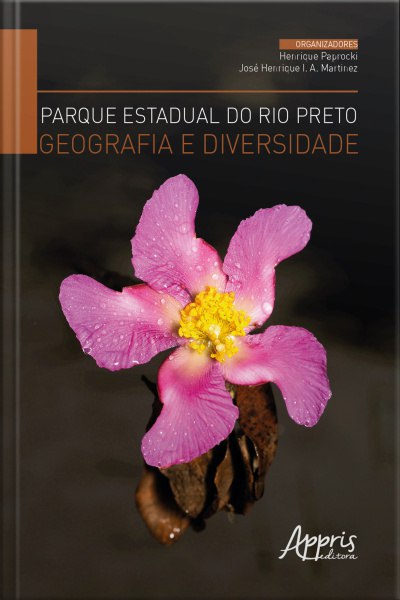 ORGANIZADORES
Henrique Paprocki
José Henrique I. A. Martinez
PARQUE ESTADUAL DO RIO PRETO
GEOGRAFIA E DIVERSIDADE
Appris
editora